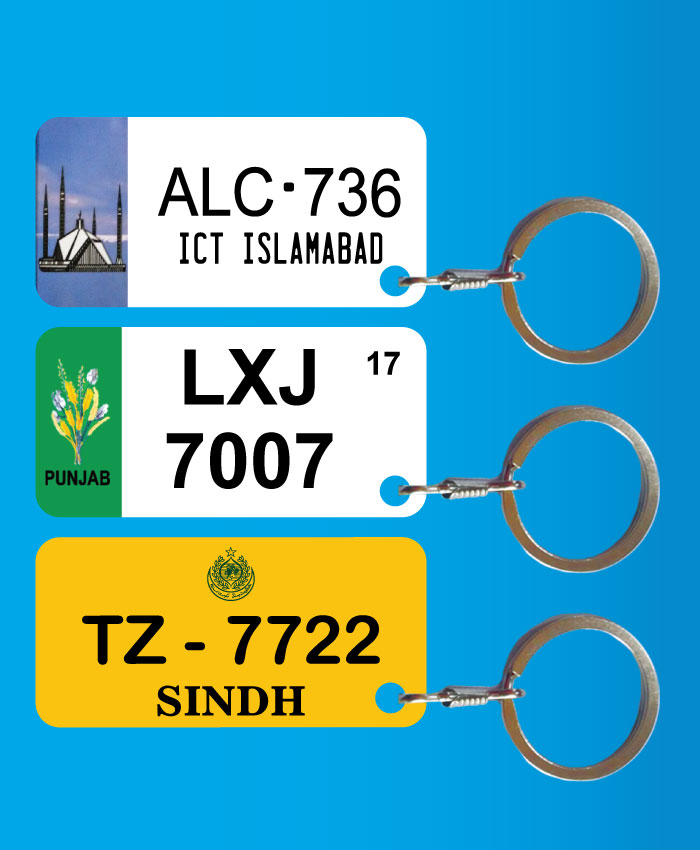 ALC·736
ICT ISLAMABAD
LXJ 17
7007
PUNJAB
TZ - 7722
SINDH